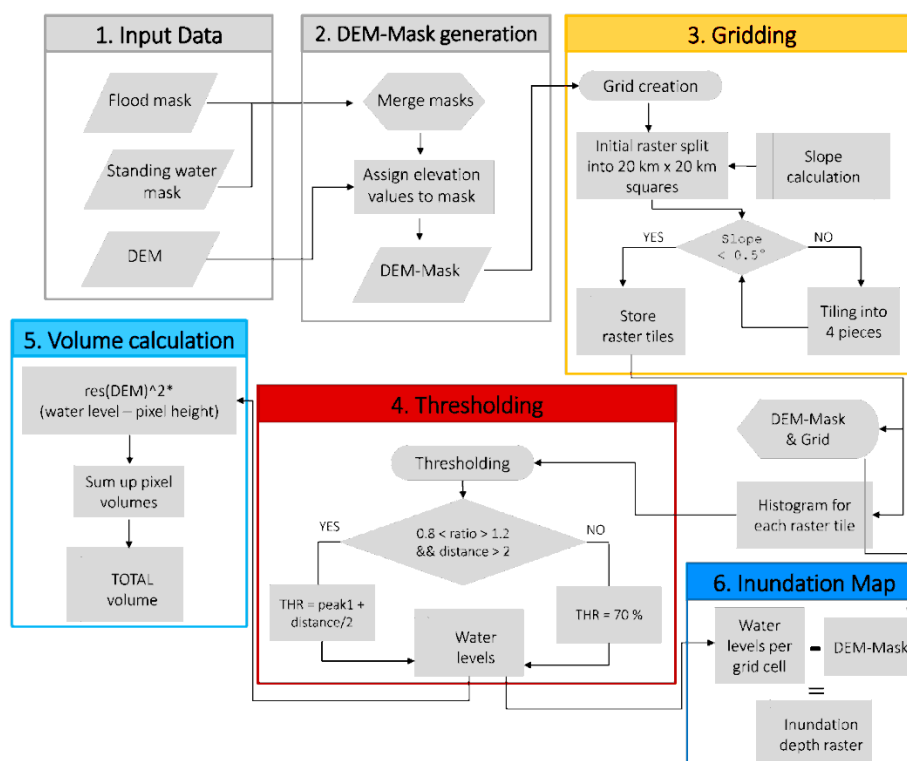 1. Input Data
Flood mask
Standing water
mask
DEM
2. DEM-Mask generation
Merge masks
Assign elevation
values to mask
DEM-Mask
3. Gridding
Grid creation
Initial raster split
into 20 km x 20 km
squares
Slope
calculation
YES
Slope
< 0.5°
NO
Store
raster tiles
Tiling into
4 pieces
DEM-Mask
& Grid
Histogram for
each raster tile
4. Thresholding
Thresholding
YES
0.8 < ratio > 1.2
&& distance > 2
NO
THR = peak1 +
distance/2
THR = 70 %
Water
levels
5. Volume calculation
res(DEM)^2*
(water level – pixel height)
Sum up pixel
volumes
TOTAL
volume
6. Inundation Map
Water
levels per
grid cell
-
DEM-Mask
=
Inundation
depth raster